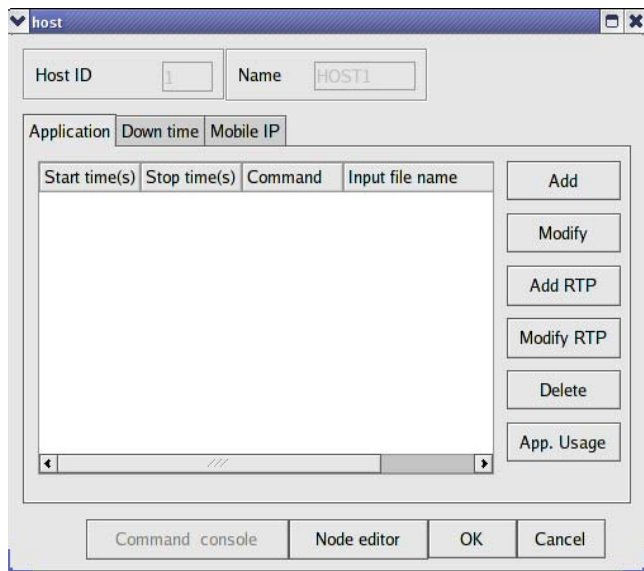 host
Host ID 1 Name HOST1
Application Down time Mobile IP
Start time(s) Stop time(s) Command Input file name
Add
Modify
Add RTP
Modify RTP
Delete
App. Usage
Command console Node editor OK Cancel